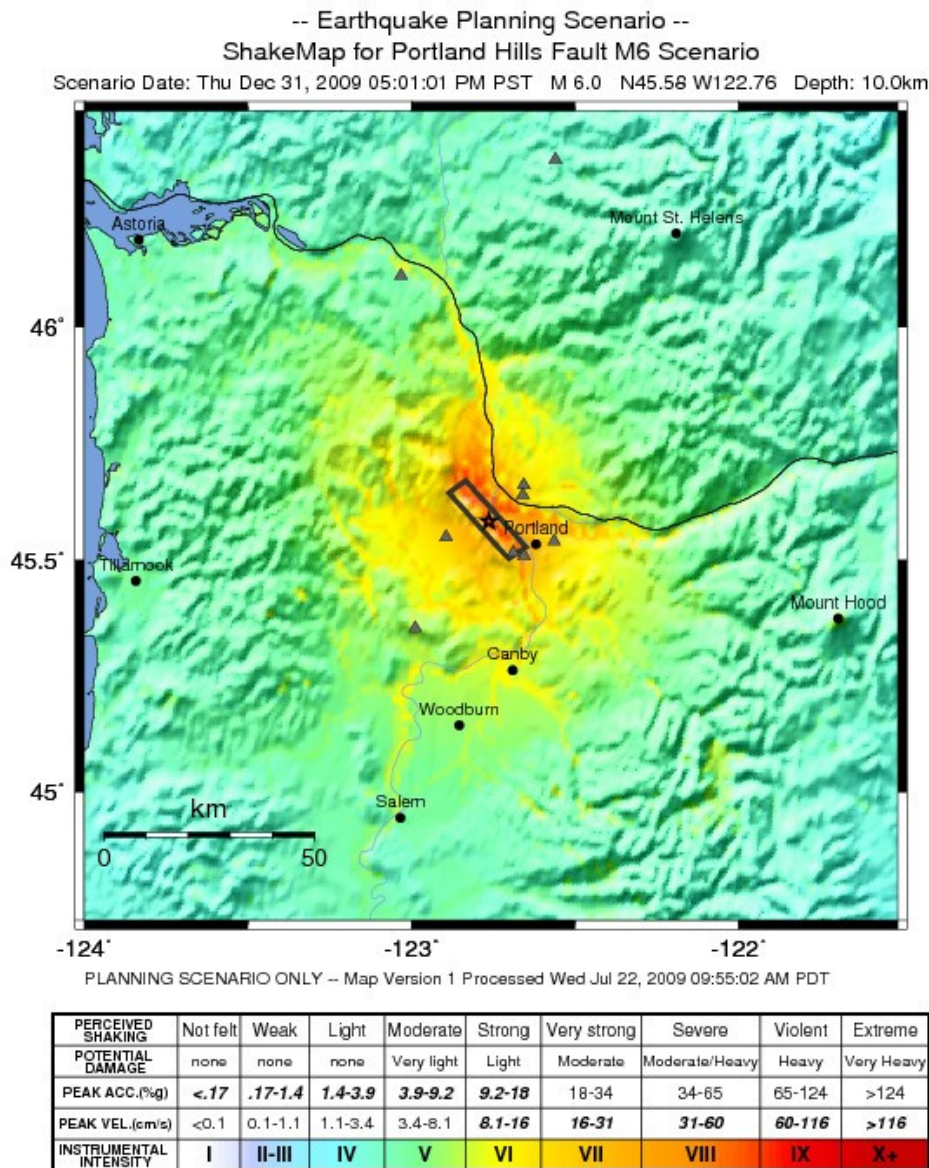 -- Earthquake Planning Scenario --
ShakeMap for Portland Hills Fault M6 Scenario
Scenario Date: Thu Dec 31, 2009 05:01:01 PM PST M 6.0 N45.58 W122.76 Depth: 10.0km
Mount St. Helens
Astoria
46˚
Portland
45.5˚
Tillamook
Mount Hood
Canby
Woodburn
45˚
Salem
km
0 50
-124˚ -123˚ -122˚
PLANNING SCENARIO ONLY -- Map Version 1 Processed Wed Jul 22, 2009 09:55:02 AM PDT
PERCEIVED SHAKING Not felt Weak Light Moderate Strong Very strong Severe Violent Extreme
POTENTIAL DAMAGE none none none Very light Light Moderate Moderate/Heavy Heavy Very Heavy
PEAK ACC.(%g) <.17 .17-1.4 1.4-3.9 3.9-9.2 9.2-18 18-34 34-65 65-124 >124
PEAK VEL.(cm/s) <0.1 0.1-1.1 1.1-3.4 3.4-8.1 8.1-16 16-31 31-60 60-116 >116
INSTRUMENTAL INTENSITY I II-III IV V VI VII VIII IX X+